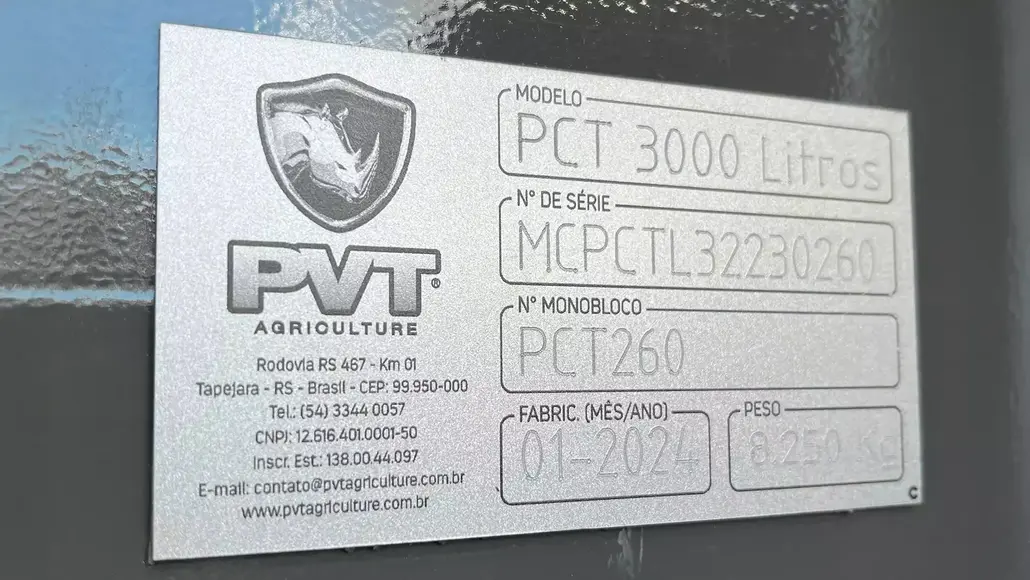 PVT®
AGRICULTURE
Rodovia RS 467 - Km 01
Tapejara - RS - Brasil - CEP: 99.950-000
Tel.: (54) 3344 0057
CNPJ: 12.616.401.0001-50
Inscr. Est.: 138.00.44.097
E-mail: contato@pvtagriculture.com.br
www.pvtagriculture.com.br
MODELO
PCT 3000 Litros
N° DE SÉRIE
MCPCTL32230260
N° MONOBLOCO
PCT260
FABRIC. (MÊS/ANO)
01-2024
PESO
8.250 Kg
C